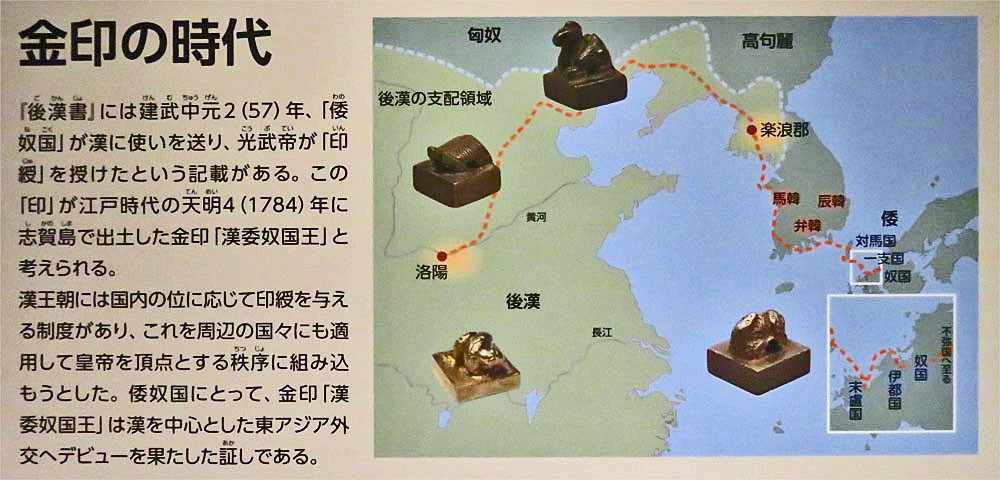 金印の時代
『後漢書』には建武中元2（57）年、「倭
奴国」が漢に使いを送り、光武帝が「印
綬」を授けたという記載がある。この
「印」が江戸時代の天明4（1784）年に
志賀島で出土した金印「漢委奴国王」と
考えられる。
漢王朝には国内の位に応じて印綬を与え
る制度があり、これを周辺の国々にも適
用して皇帝を頂点とする秩序に組み込
もうとした。倭奴国にとって、金印「漢
委奴国王」は漢を中心とした東アジア外
交へデビューを果たした証しである。
匈奴
高句麗
後漢の支配領域
楽浪郡
馬韓
辰韓
弁韓
黄河
洛陽
倭
対馬国
一支国
奴国
後漢
長江
不弥国へ至る
奴国
伊都国
末盧国